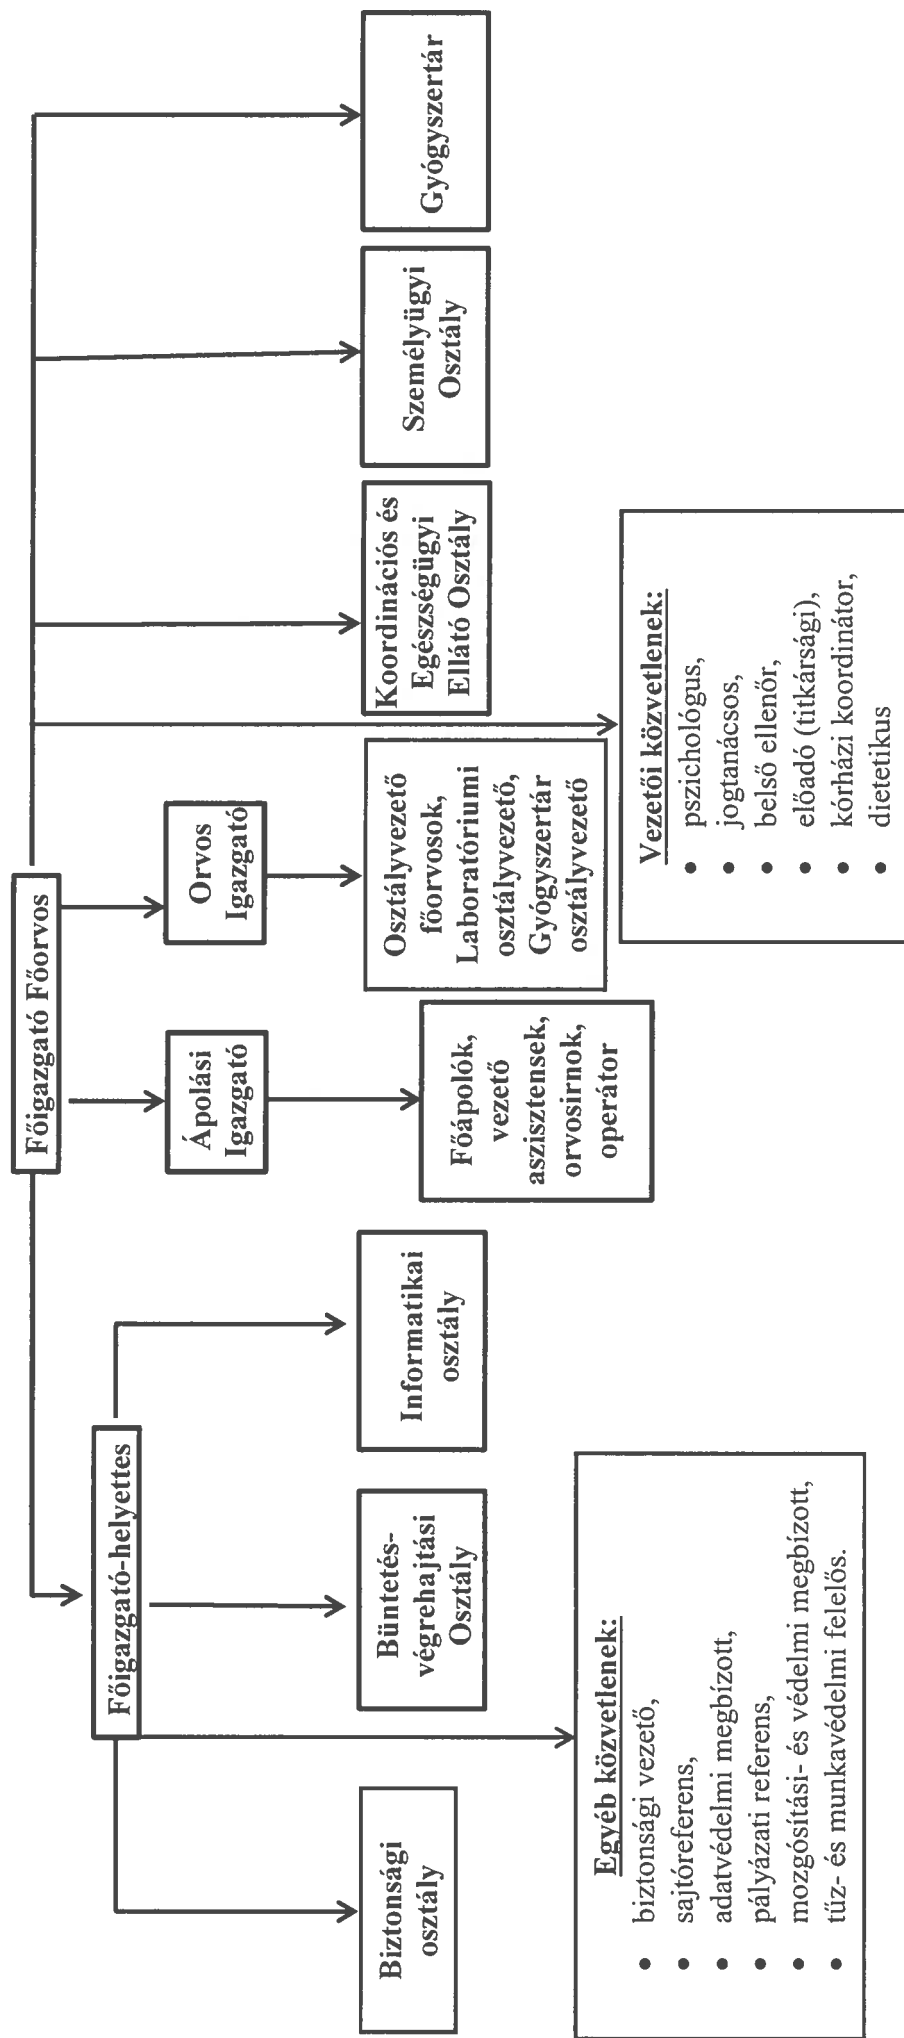 Főigazgató Főorvos
Főigazgató-helyettes
Ápolási
Igazgató
Orvos
Igazgató
Biztonsági
osztály
Büntetés-
végrehajtási
Osztály
Informatikai
osztály
Főápolók,
vezető
aszisztensek,
orvosirnok,
operátor
Osztályvezető
főorvosok,
Laboratóriumi
osztályvezető,
Gyógyszertár
osztályvezető
Koordinációs és
Egészségügyi
Ellátó Osztály
Személyügyi
Osztály
Gyógyszertár
Egyéb közvetlenek:
• biztonsági vezető,
• sajtóreferens,
• adatvédelmi megbízott,
• pályázati referens,
• mozgósítási- és védelmi megbízott,
• tűz- és munkavédelmi felelős.
Vezetői közvetlenek:
• pszichológus,
• jogtanácsos,
• belső ellenőr,
• előadó (titkársági),
• kórházi koordinátor,
• dietetikus